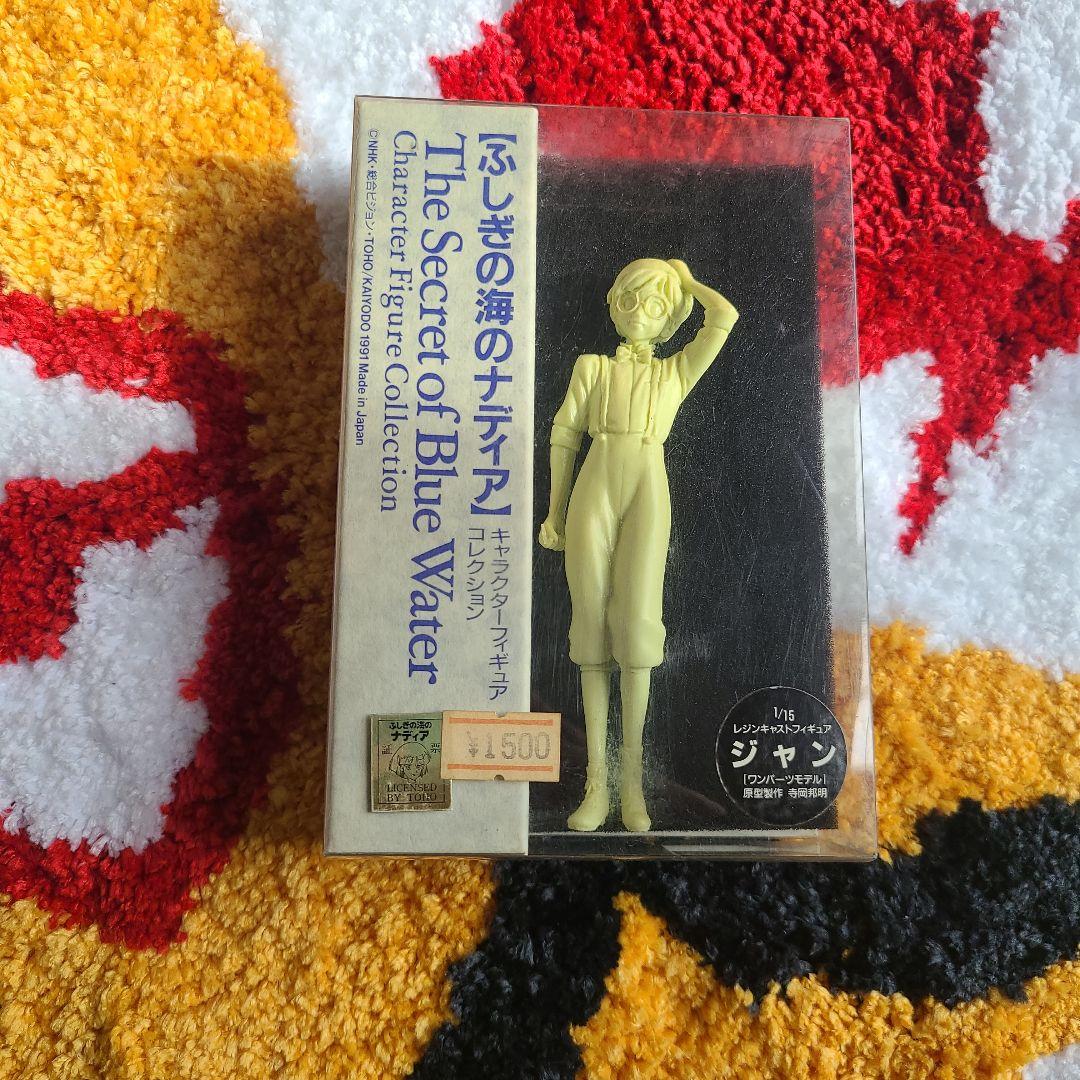 【ふしぎの海のナディア】
キャラクターフィギュア
コレクション
The Secret of Blue Water
Character Figure Collection
©NHK・総合ビジョン・TOHO/KAIYODO 1991 Made in Japan
ふしぎの海の
ナディア
証 票
LICENSED
BY TOHO
¥1500
1/15
レジンキャストフィギュア
ジャン
[ワンパーツモデル]
原型製作 寺岡邦明